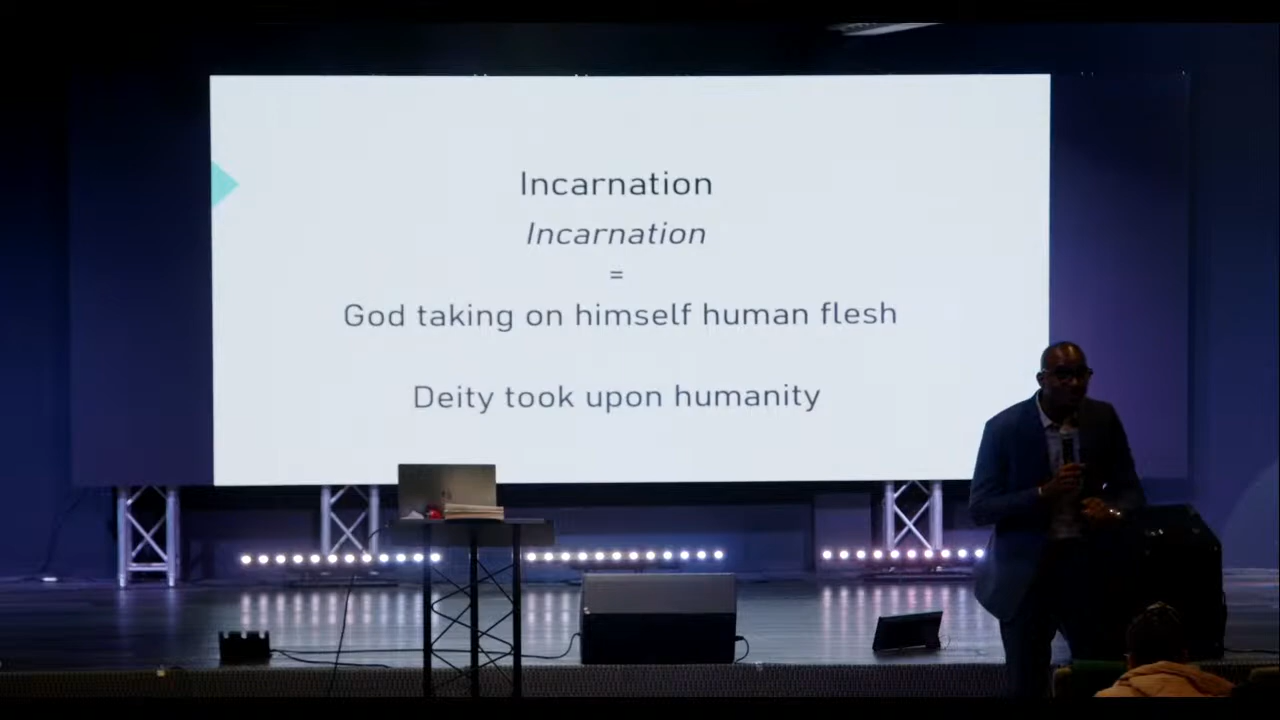 Incarnation
Incarnation
=
God taking on himself human flesh
Deity took upon humanity